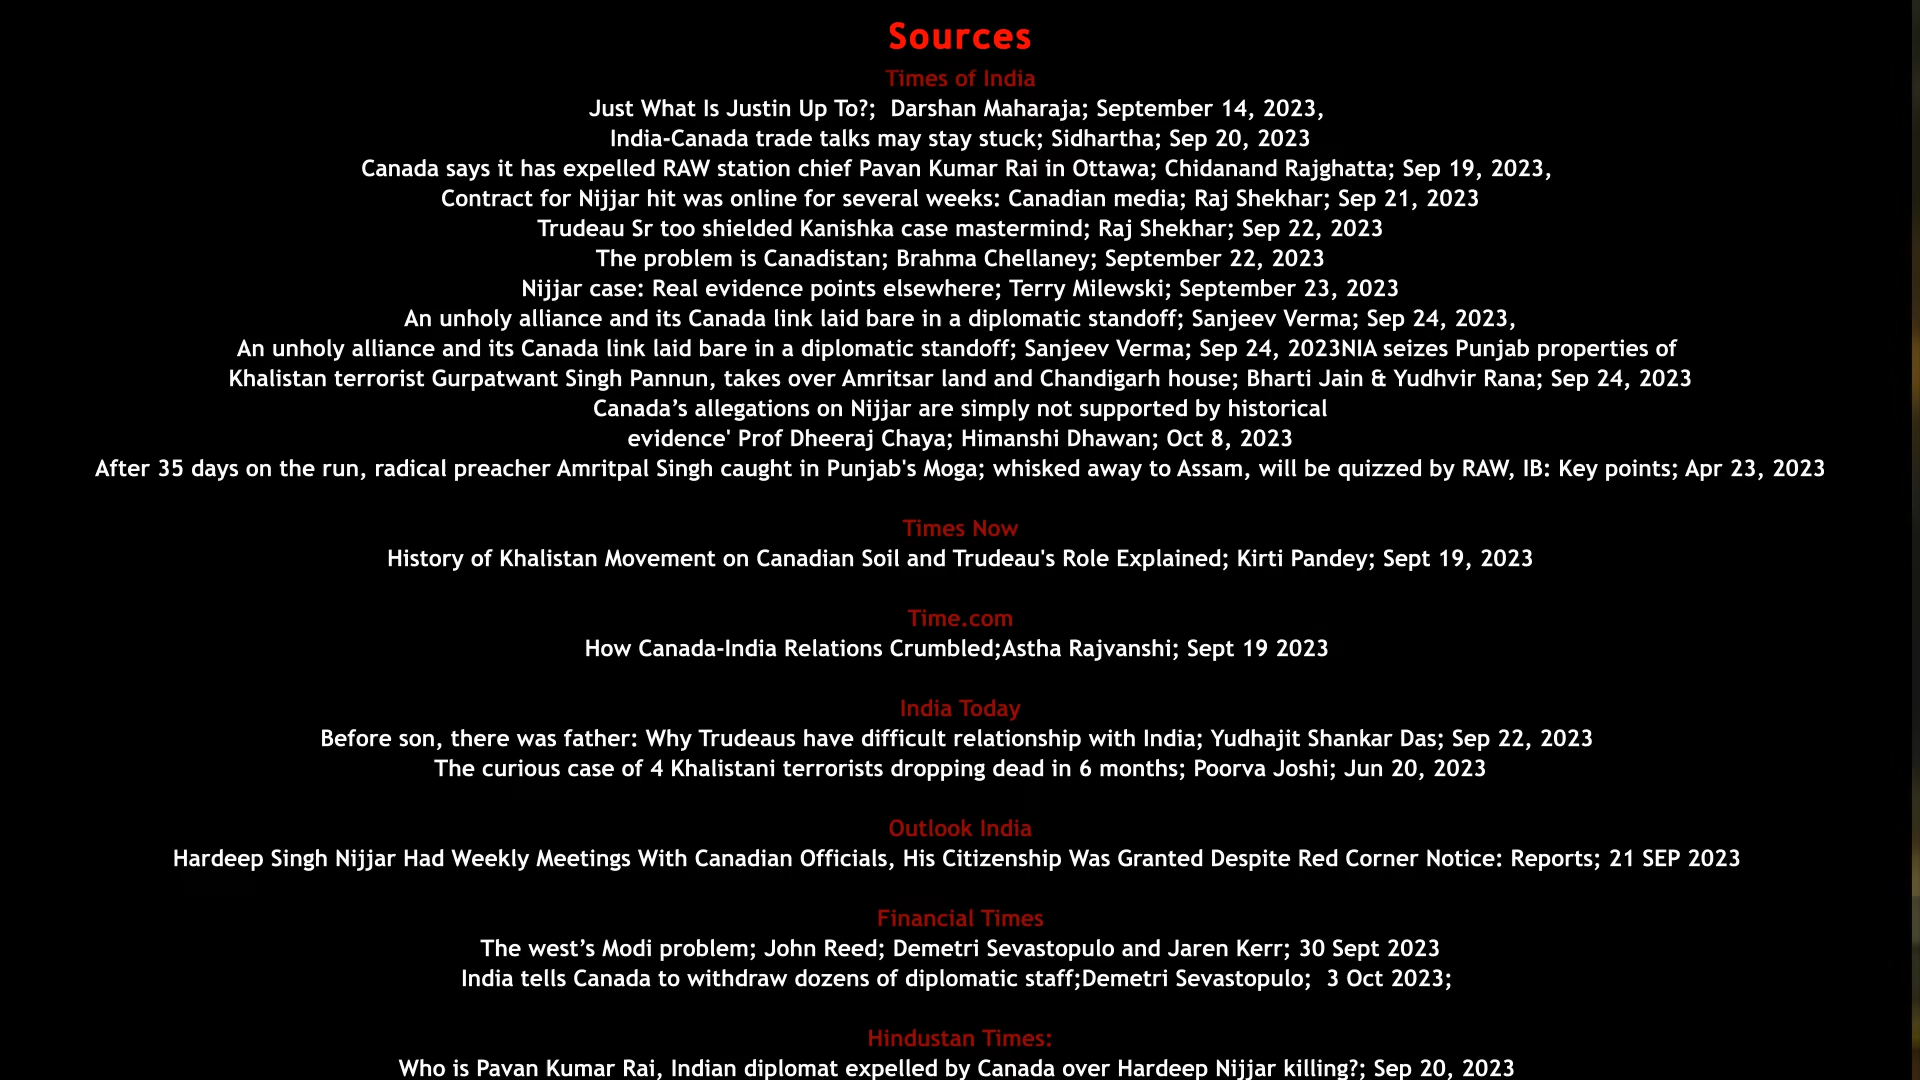 Sources
Times of India
Just What Is Justin Up To?;  Darshan Maharaja; September 14, 2023,
India-Canada trade talks may stay stuck; Sidhartha; Sep 20, 2023
Canada says it has expelled RAW station chief Pavan Kumar Rai in Ottawa; Chidanand Rajghatta; Sep 19, 2023,
Contract for Nijjar hit was online for several weeks: Canadian media; Raj Shekhar; Sep 21, 2023
Trudeau Sr too shielded Kanishka case mastermind; Raj Shekhar; Sep 22, 2023
The problem is Canadistan; Brahma Chellaney; September 22, 2023
Nijjar case: Real evidence points elsewhere; Terry Milewski; September 23, 2023
An unholy alliance and its Canada link laid bare in a diplomatic standoff; Sanjeev Verma; Sep 24, 2023,
An unholy alliance and its Canada link laid bare in a diplomatic standoff; Sanjeev Verma; Sep 24, 2023NIA seizes Punjab properties of
Khalistan terrorist Gurpatwant Singh Pannun, takes over Amritsar land and Chandigarh house; Bharti Jain & Yudhvir Rana; Sep 24, 2023
Canada’s allegations on Nijjar are simply not supported by historical
evidence' Prof Dheeraj Chaya; Himanshi Dhawan; Oct 8, 2023
After 35 days on the run, radical preacher Amritpal Singh caught in Punjab's Moga; whisked away to Assam, will be quizzed by RAW, IB: Key points; Apr 23, 2023
Times Now
History of Khalistan Movement on Canadian Soil and Trudeau's Role Explained; Kirti Pandey; Sept 19, 2023
Time.com
How Canada-India Relations Crumbled;Astha Rajvanshi; Sept 19 2023
India Today
Before son, there was father: Why Trudeaus have difficult relationship with India; Yudhajit Shankar Das; Sep 22, 2023
The curious case of 4 Khalistani terrorists dropping dead in 6 months; Poorva Joshi; Jun 20, 2023
Outlook India
Hardeep Singh Nijjar Had Weekly Meetings With Canadian Officials, His Citizenship Was Granted Despite Red Corner Notice: Reports; 21 SEP 2023
Financial Times
The west’s Modi problem; John Reed; Demetri Sevastopulo and Jaren Kerr; 30 Sept 2023
India tells Canada to withdraw dozens of diplomatic staff;Demetri Sevastopulo;  3 Oct 2023;
Hindustan Times:
Who is Pavan Kumar Rai, Indian diplomat expelled by Canada over Hardeep Nijjar killing?; Sep 20, 2023